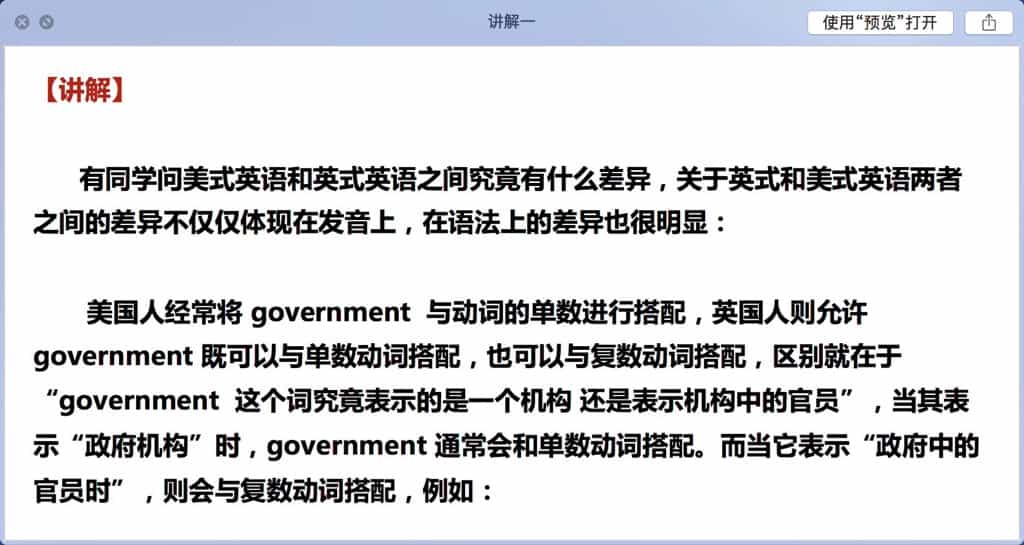 讲解一
使用“预览”打开
【讲解】
有同学问美式英语和英式英语之间究竟有什么差异，关于英式和美式英语两者
之间的差异不仅仅体现在发音上，在语法上的差异也很明显：
美国人经常将 government 与动词的单数进行搭配，英国人则允许
government 既可以与单数动词搭配，也可以与复数动词搭配，区别就在于
“government 这个词究竟表示的是一个机构 还是表示机构中的官员”，当其表
示“政府机构”时，government 通常会和单数动词搭配。而当它表示“政府中的
官员时”，则会与复数动词搭配，例如：